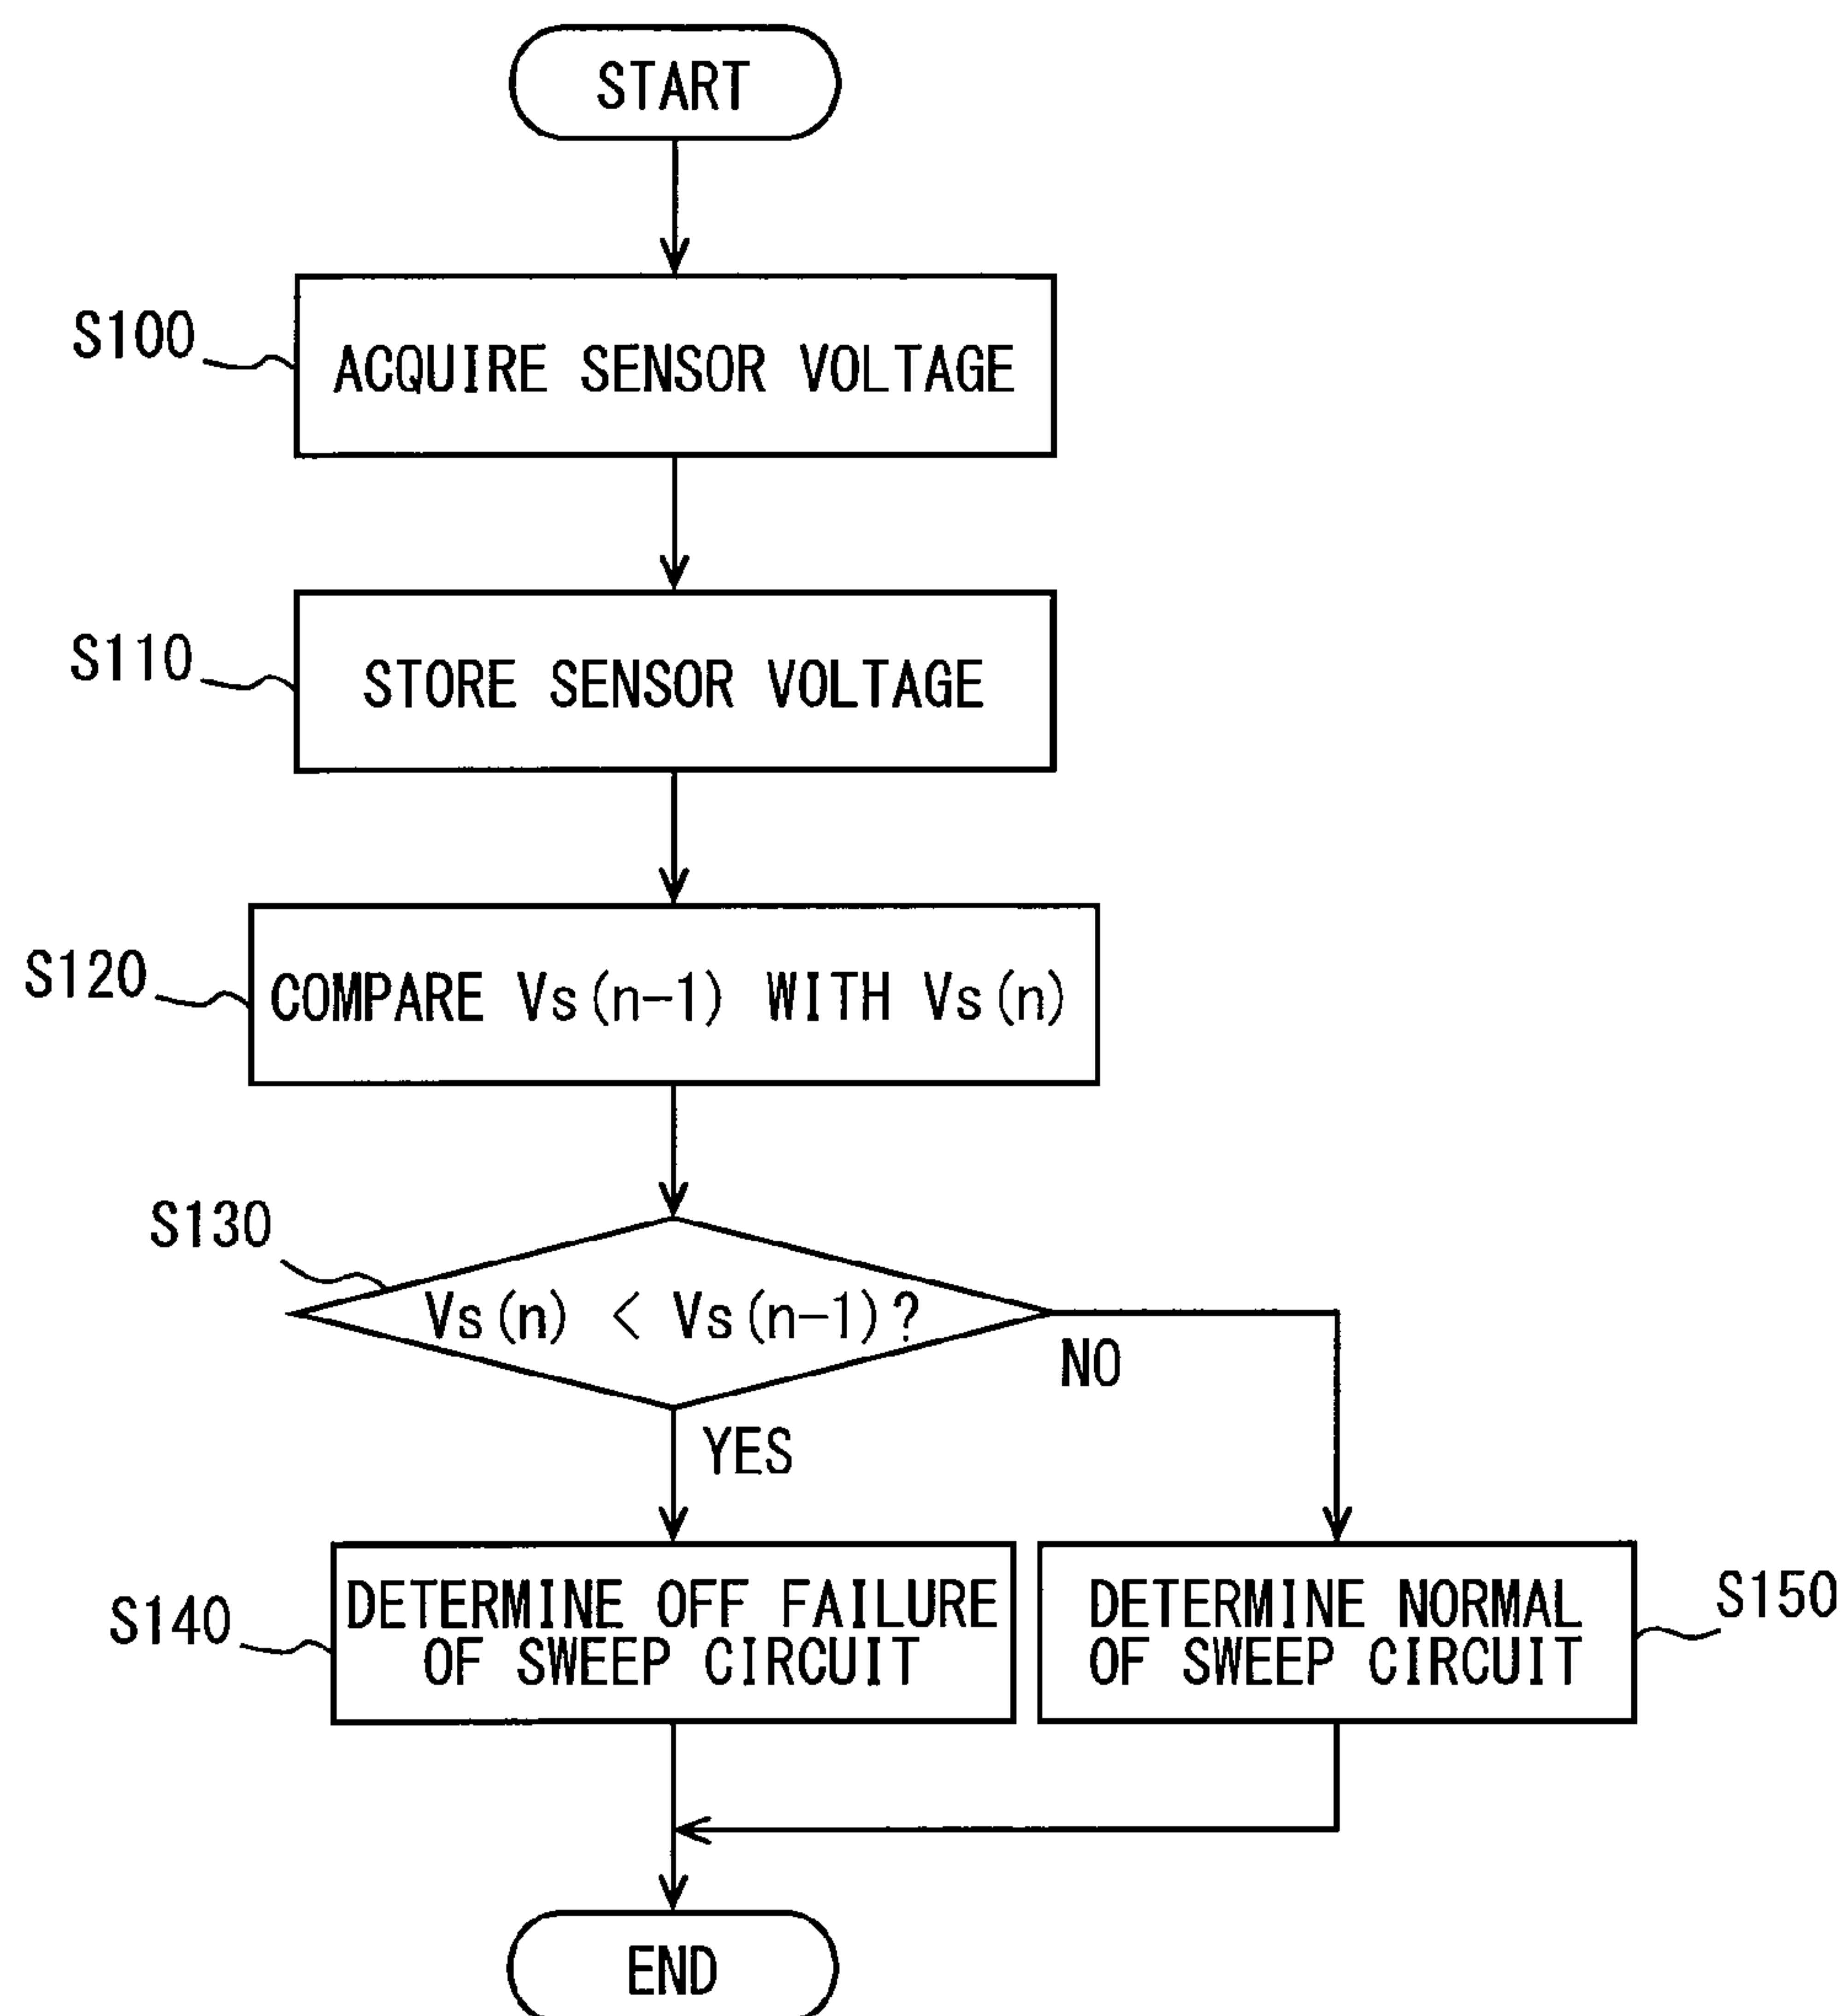 START
S100
ACQUIRE SENSOR VOLTAGE
S110
STORE SENSOR VOLTAGE
S120
COMPARE Vs(n-1) WITH Vs(n)
S130
Vs(n) < Vs(n-1)?
NO
YES
S140
DETERMINE OFF FAILURE
OF SWEEP CIRCUIT
DETERMINE NORMAL
OF SWEEP CIRCUIT
S150
END